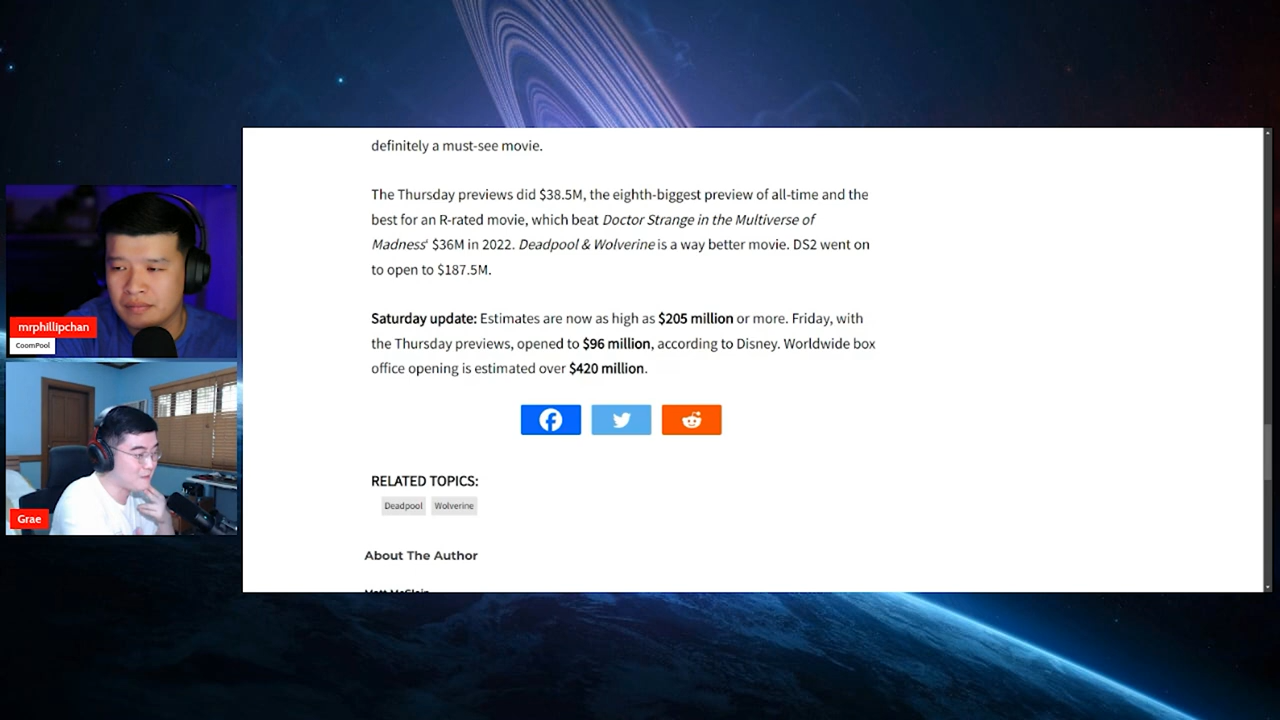 definitely a must-see movie.
The Thursday previews did $38.5M, the eighth-biggest preview of all-time and the
best for an R-rated movie, which beat Doctor Strange in the Multiverse of
Madness' $36M in 2022. Deadpool & Wolverine is a way better movie. DS2 went on
to open to $187.5M.
Saturday update: Estimates are now as high as $205 million or more. Friday, with
the Thursday previews, opened to $96 million, according to Disney. Worldwide box
office opening is estimated over $420 million.
RELATED TOPICS:
Deadpool Wolverine
About The Author
mrphillipchan
CoomPool
Grae